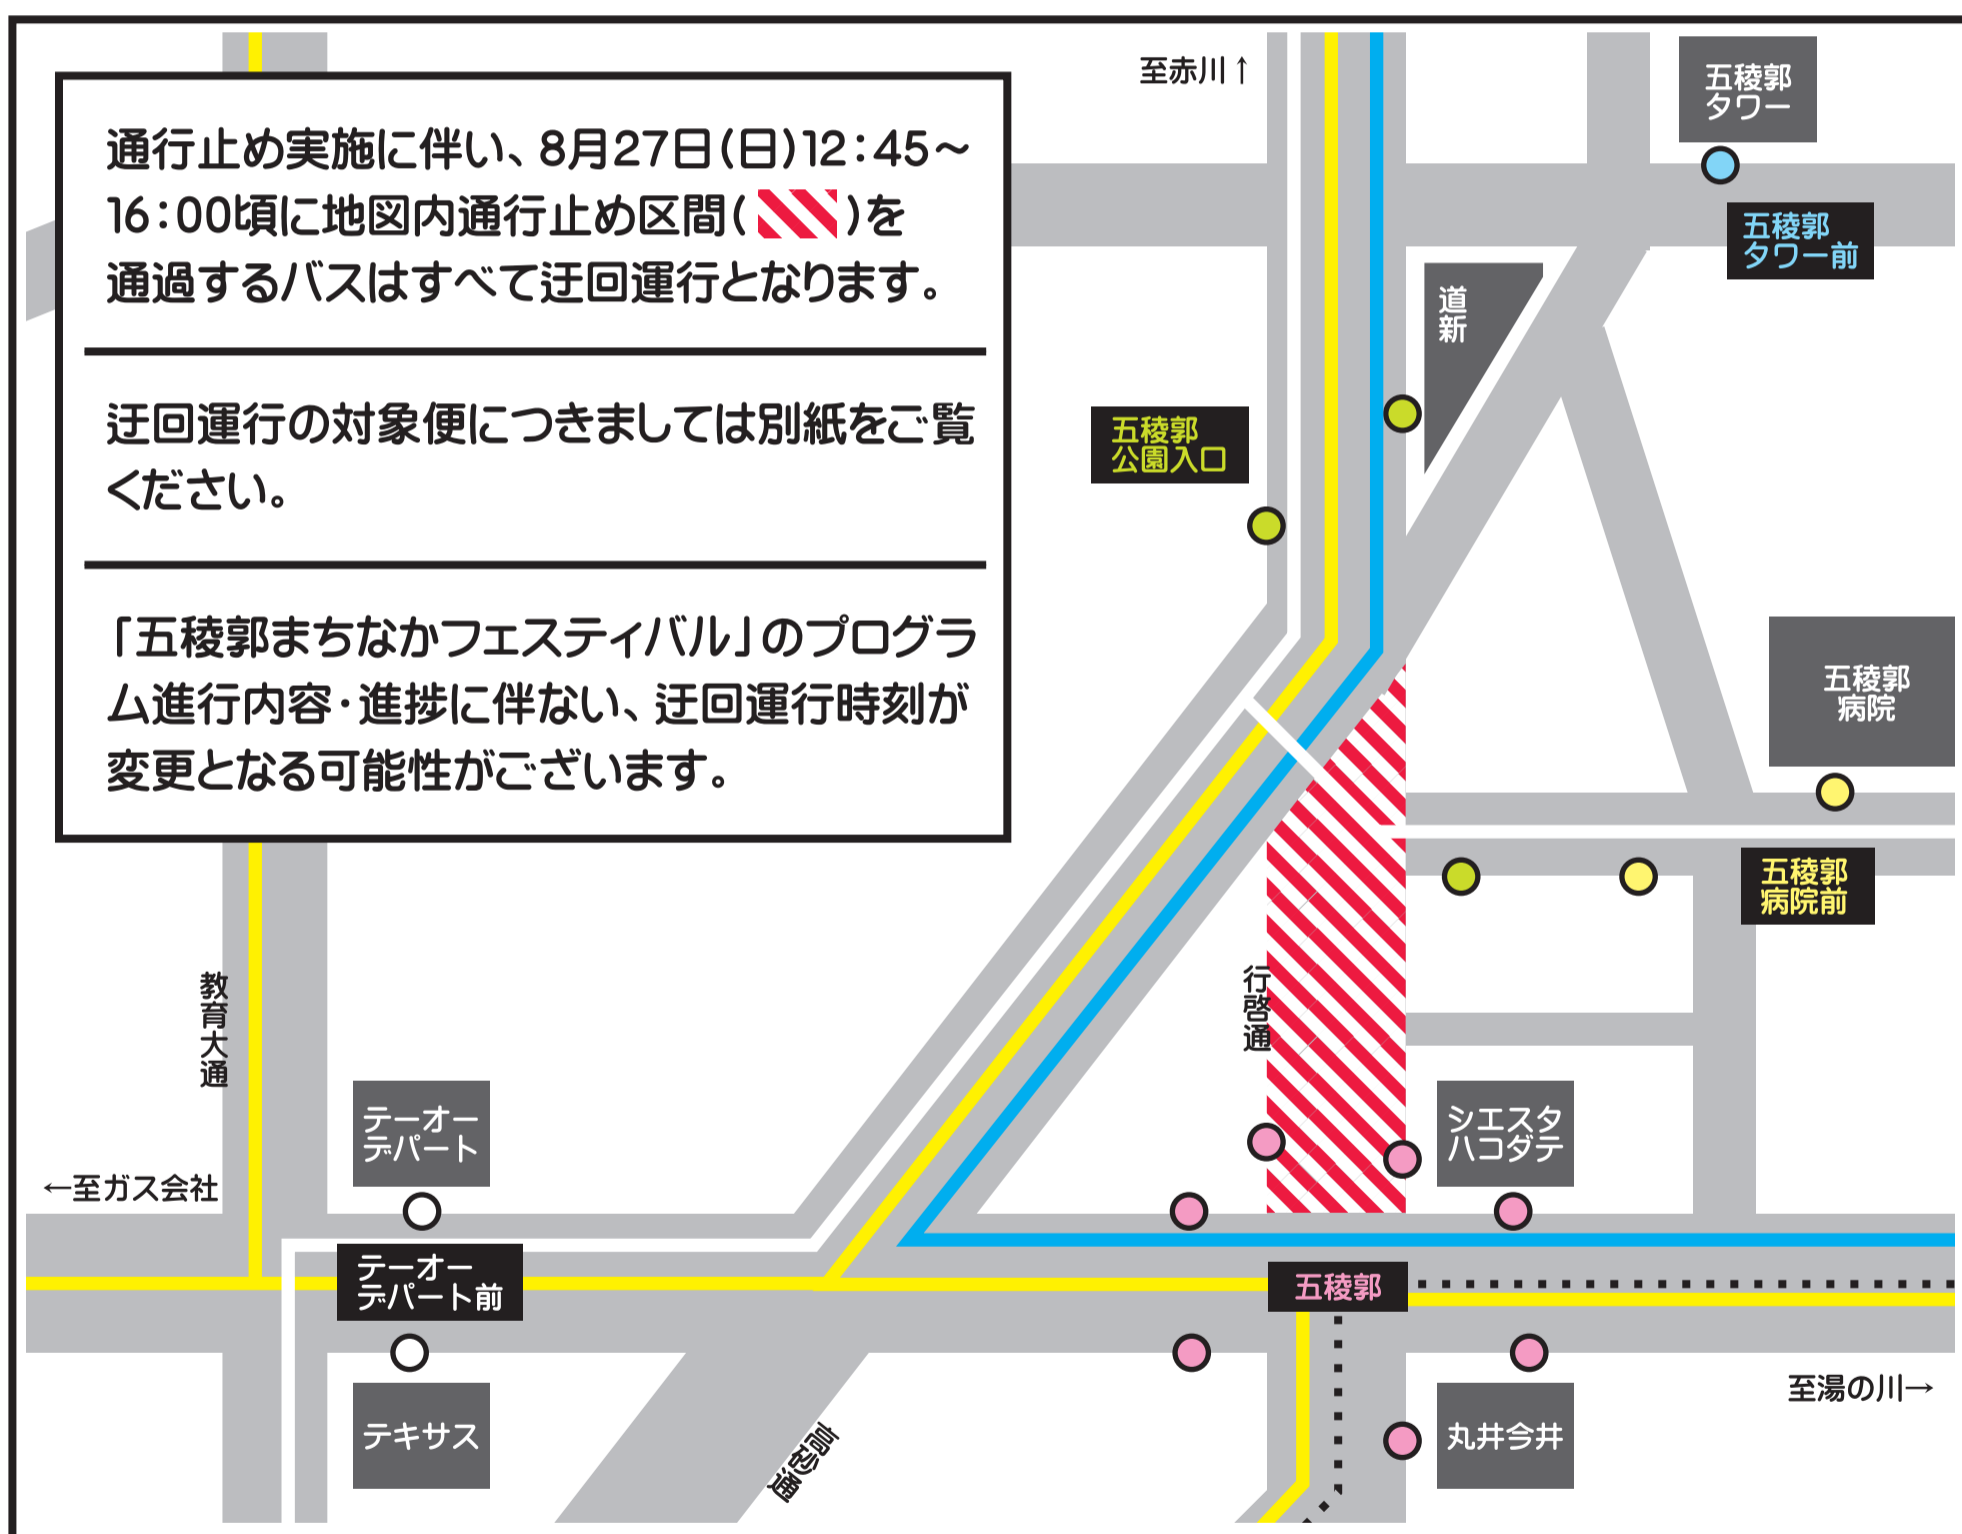 通行止め実施に伴い、8月27日(日)12:45～
16:00頃に地図内通行止め区間( )を
通過するバスはすべて迂回運行となります。
迂回運行の対象便につきましては別紙をご覧
ください。
「五稜郭まちなかフェスティバル」のプログラ
ム進行内容・進捗に伴ない、迂回運行時刻が
変更となる可能性がございます。
至赤川↑
五稜郭
タワー
五稜郭
タワー前
道新
五稜郭
公園入口
五稜郭
病院
五稜郭
病院前
教育大通
行啓通
テーオー
デパート
シエスタ
ハコダテ
←至ガス会社
テーオー
デパート前
五稜郭
至湯の川→
テキサス
高砂通
丸井今井